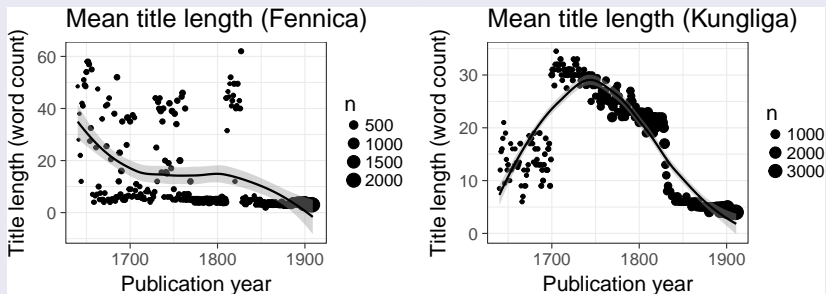 Mean title length (Fennica)
Title length (word count)
60
40
20
0
1700
1800
1900
Publication year
n
500
1000
1500
2000
Mean title length (Kungliga)
Title length (word count)
30
20
10
0
1700
1800
1900
Publication year
n
1000
2000
3000